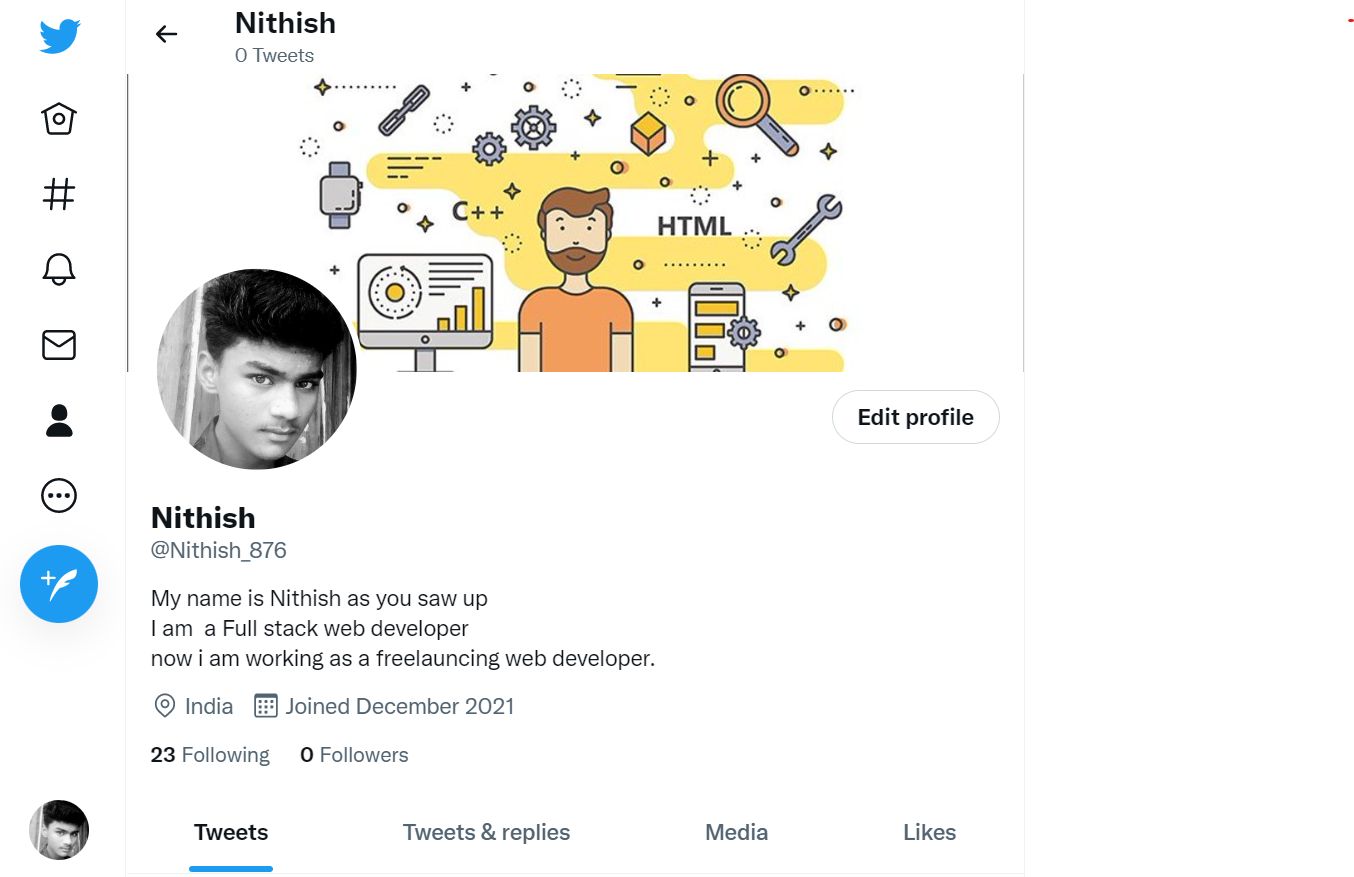 Nithish
0 Tweets
C++
HTML
Edit profile
Nithish
@Nithish_876
My name is Nithish as you saw up
I am  a Full stack web developer
now i am working as a freelauncing web developer.
India Joined December 2021
23 Following 0 Followers
Tweets Tweets & replies Media Likes